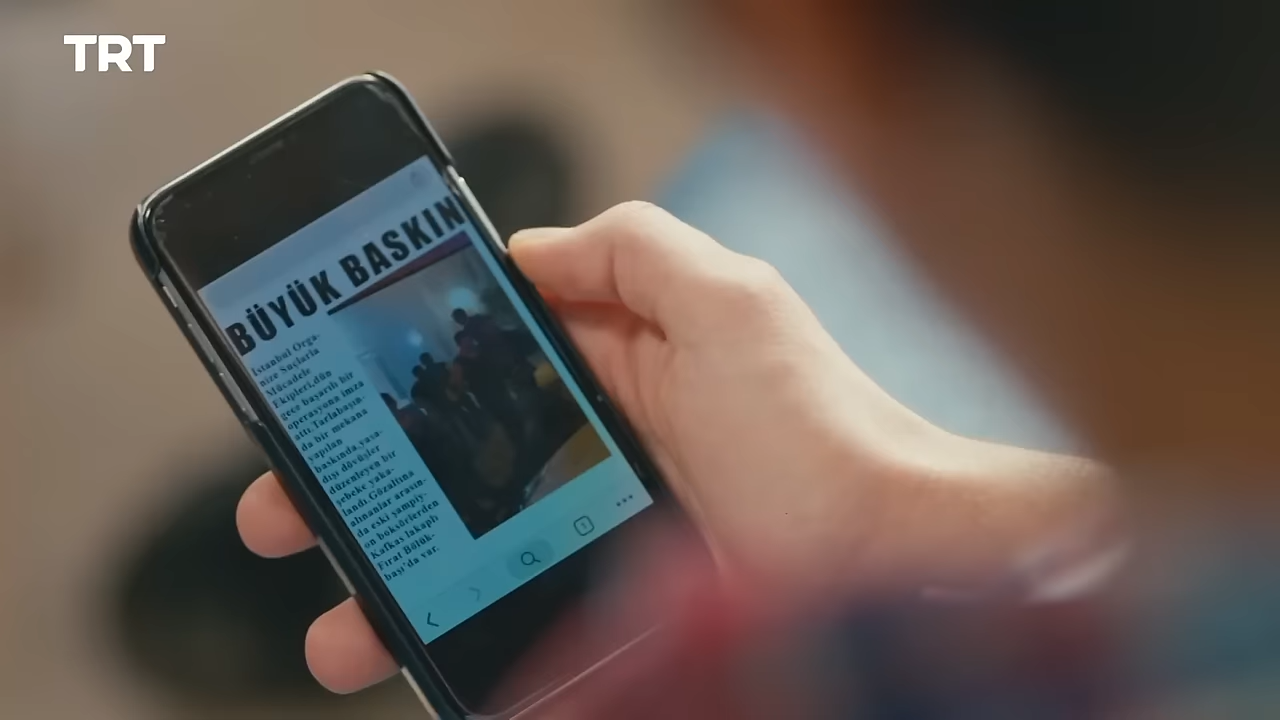 TRT
BÜYÜK BASKIN
İstanbul Orga-
nize Suçlarla
Mücadele
Ekipleri,dün
gece başarılı bir
operasyona imza
attı.Tarlabaşın-
da bir mekana
yapılan
baskında,yasa-
dışı dövüşler
düzenleyen bir
şebeke yaka-
landı.Gözaltına
alınanlar arasın-
da eski şampiy-
on boksörlerden
Kafkas lakaplı
Fırat Bölük-
başı'da var.
1